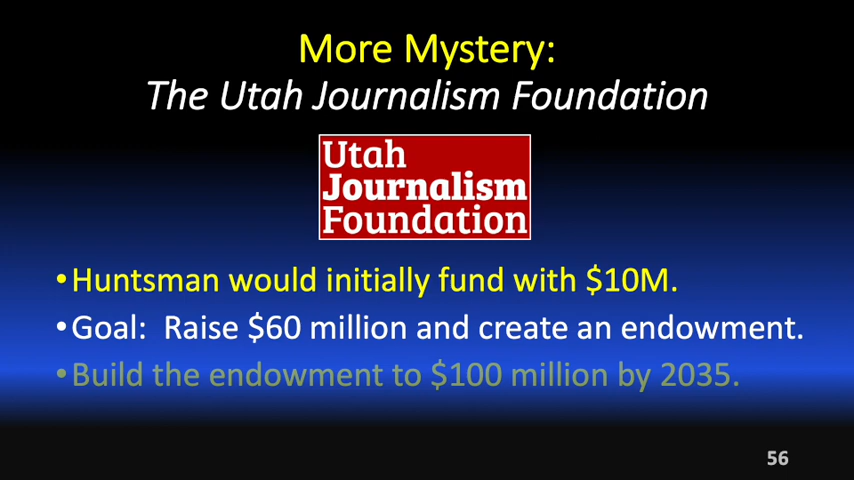 More Mystery:
The Utah Journalism Foundation
Utah
Journalism
Foundation
•Huntsman would initially fund with $10M.
•Goal:  Raise $60 million and create an endowment.
•Build the endowment to $100 million by 2035.
56